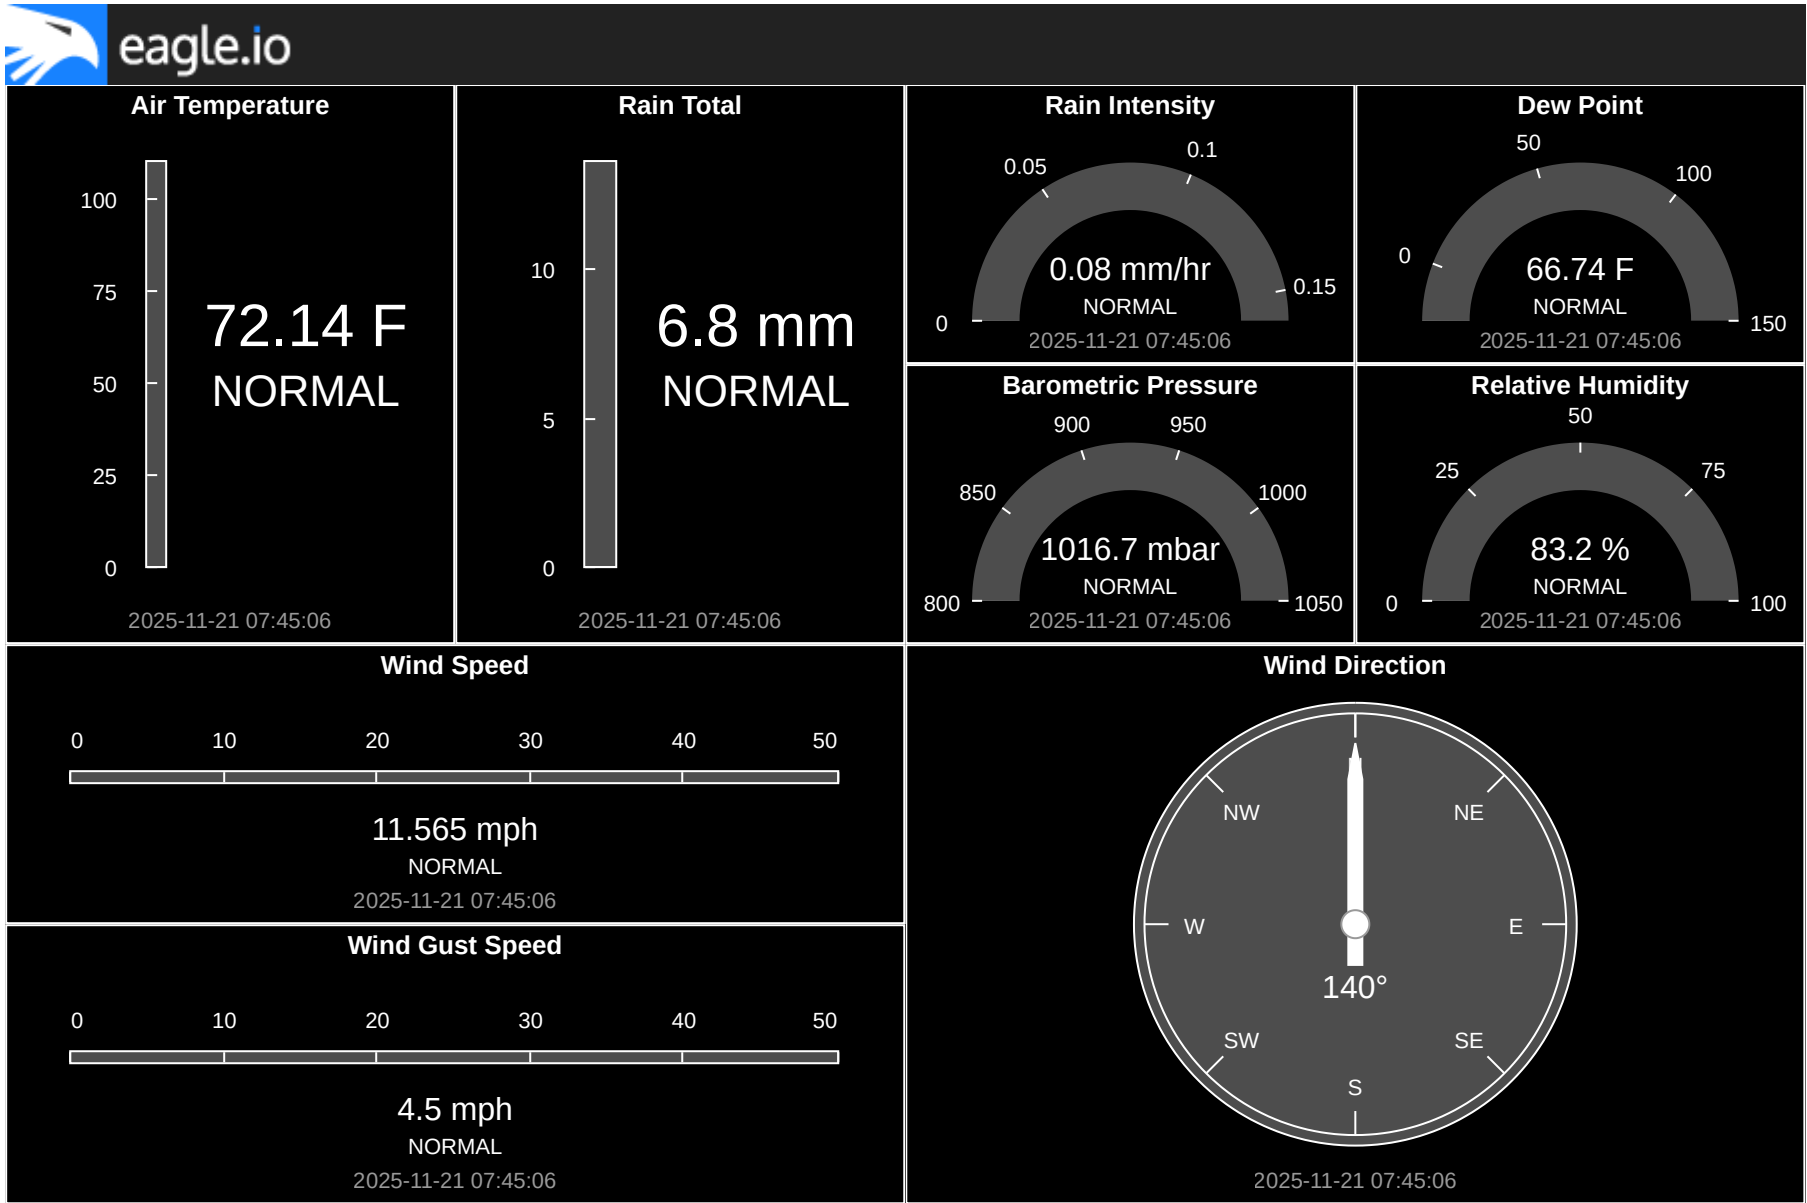 eagle.io
Air Temperature
100
75
50
25
0
72.14 F
NORMAL
2025-11-21 07:45:06
Rain Total
10
5
0
6.8 mm
NORMAL
2025-11-21 07:45:06
Rain Intensity
0
0.05
0.1
0.15
0.08 mm/hr
NORMAL
2025-11-21 07:45:06
Dew Point
0
50
100
150
66.74 F
NORMAL
2025-11-21 07:45:06
Barometric Pressure
800
850
900
950
1000
1050
1016.7 mbar
NORMAL
2025-11-21 07:45:06
Relative Humidity
0
25
50
75
100
83.2 %
NORMAL
2025-11-21 07:45:06
Wind Speed
0 10 20 30 40 50
11.565 mph
NORMAL
2025-11-21 07:45:06
Wind Gust Speed
0 10 20 30 40 50
4.5 mph
NORMAL
2025-11-21 07:45:06
Wind Direction
NW NE
W E
140°
SW SE
S
2025-11-21 07:45:06